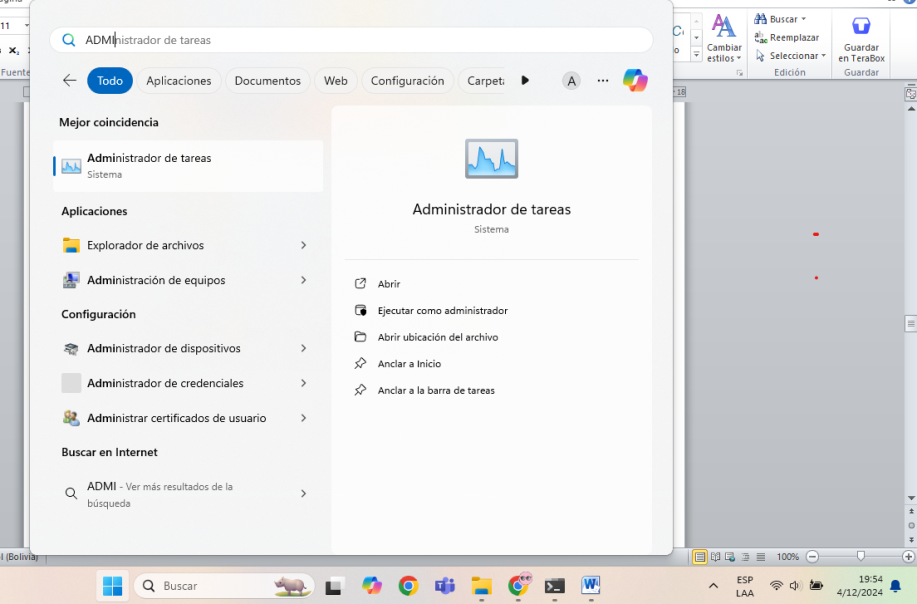 11
Fuente
ADMInistrador de tareas
Todo
Aplicaciones
Documentos
Web
Configuración
Carpeta
A
Mejor coincidencia
Administrador de tareas
Sistema
Aplicaciones
Explorador de archivos
Administración de equipos
Configuración
Administrador de dispositivos
Administrador de credenciales
Administrar certificados de usuario
Buscar en Internet
ADMI - Ver más resultados de la
búsqueda
Administrador de tareas
Sistema
Abrir
Ejecutar como administrador
Abrir ubicación del archivo
Anclar a Inicio
Anclar a la barra de tareas
Cambiar
estilos
Buscar
Reemplazar
Seleccionar
Edición
Guardar
en TeraBox
Guardar
18
(Bolivia)
100%
Buscar
ESP
LAA
19:54
4/12/2024